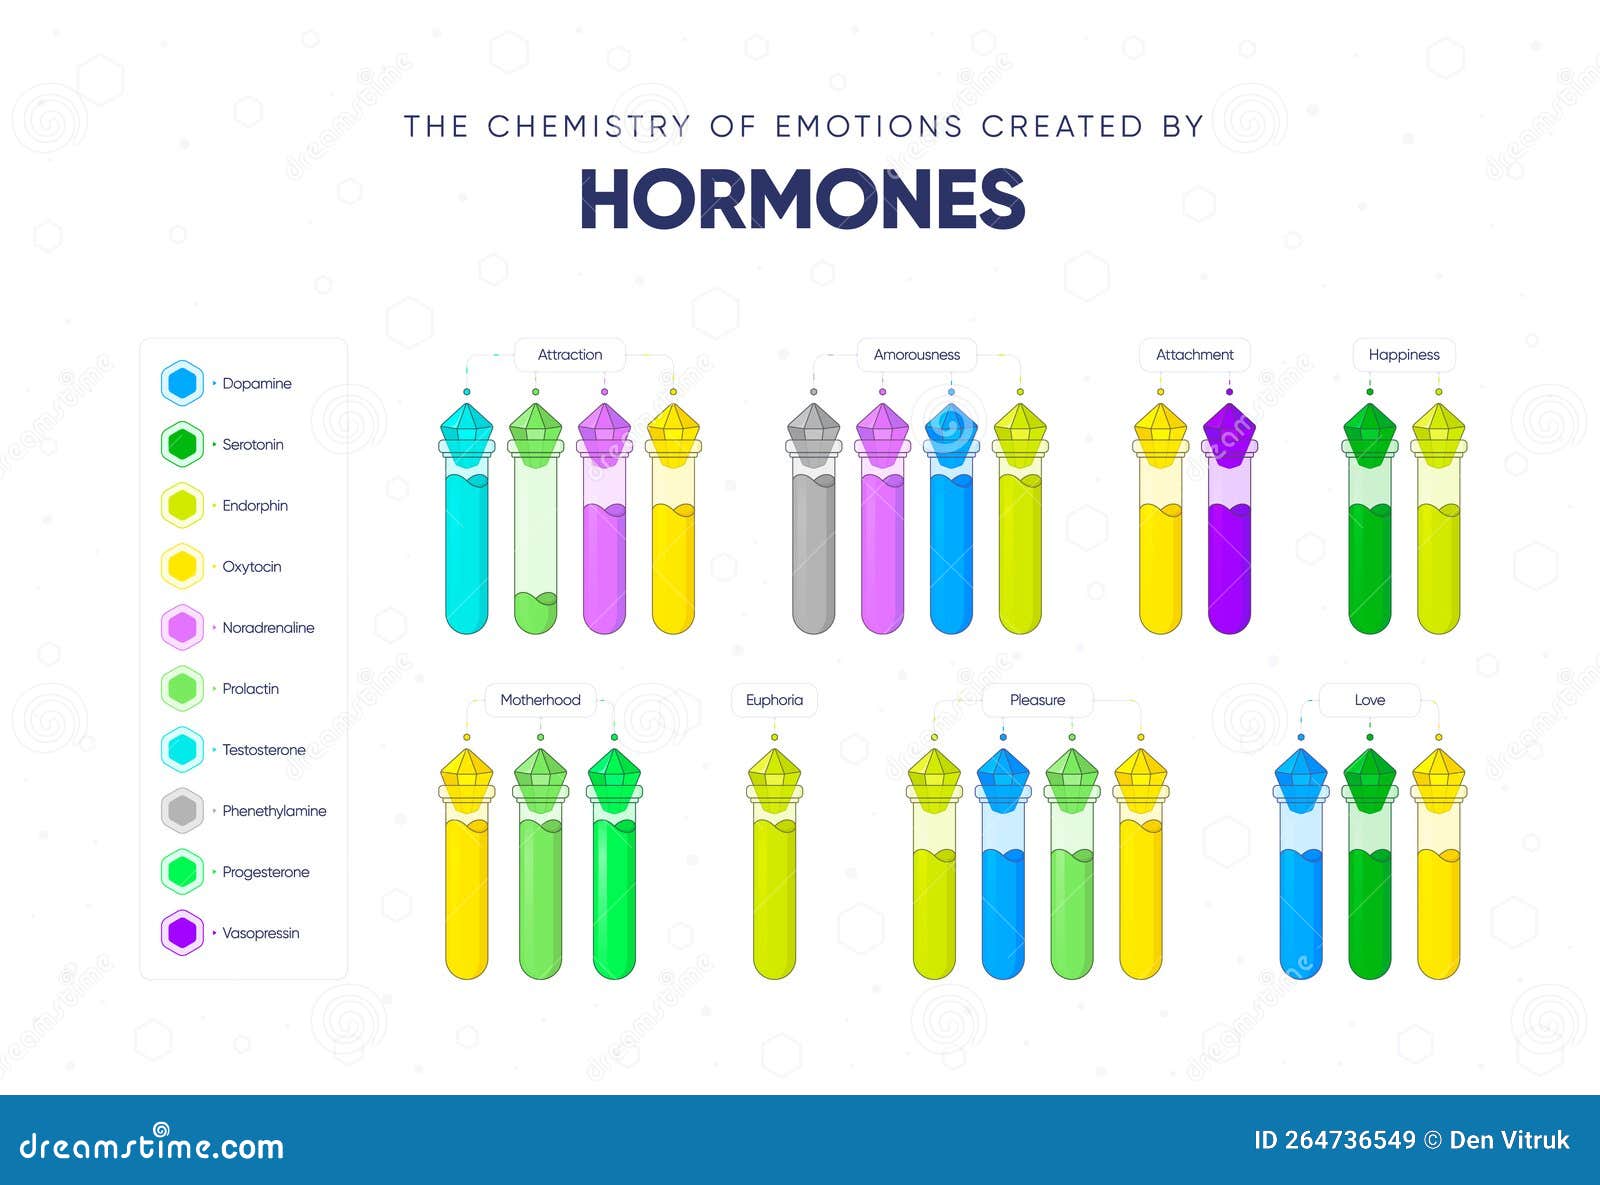 THE CHEMISTRY OF EMOTIONS CREATED BY
HORMONES
Dopamine
Serotonin
Endorphin
Oxytocin
Noradrenaline
Prolactin
Testosterone
Phenethylamine
Progesterone
Vasopressin
Attraction
Amorousness
Attachment
Happiness
Motherhood
Euphoria
Pleasure
Love
dreamstime.com
ID 264736549 © Den Vitruk